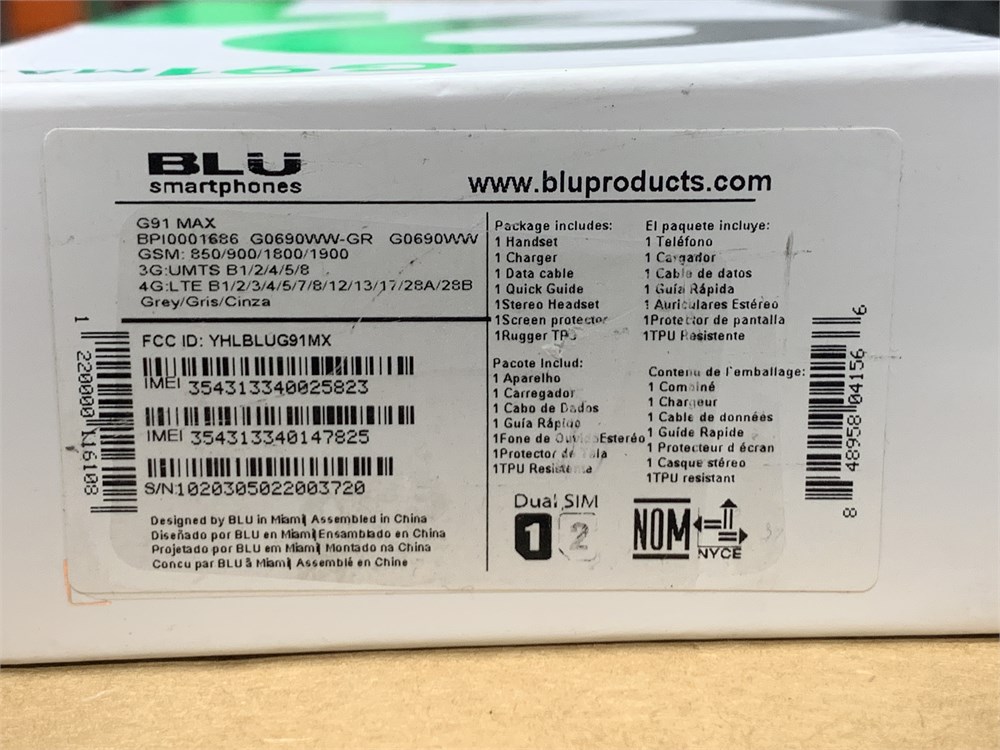 G91 MAX
BLU
smartphones
www.bluproducts.com
G91 MAX
BPI0001686 G0690WW-GR G0690WW
GSM: 850/900/1800/1900
3G:UMTS B1/2/4/5/8
4G:LTE B1/2/3/4/5/7/8/12/13/17/28A/28B
Grey/Gris/Cinza
FCC ID: YHLBLUG91MX
IMEI 354313340025823
IMEI 354313340147825
S/N:1020305022003720
Designed by BLU in Miami| Assembled in China
Diseñado por BLU en Miami| Ensamblado en China
Projetado por BLU em Miami| Montado na China
Concu par BLU à Miami| Assemblé en Chine
1 220000 116108
Package includes:
1 Handset
1 Charger
1 Data cable
1 Quick Guide
1Stereo Headset
1Screen protector
1Rugger TPU
El paquete incluye:
1 Teléfono
1 Cargador
1 Cable de datos
1 Guía Rápida
1 Auriculares Estéreo
1Protector de pantalla
1TPU Resistente
Pacote Includ:
1 Aparelho
1 Carregador
1 Cabo de Dados
1 Guía Rápido
1Fone de Ouvido Estereó
1Protector de Tela
1TPU Resistente
Contenu de l'emballage:
1 Combiné
1 Chargeur
1 Cable de données
1 Guide Rapide
1 Protecteur d écran
1 Casque stéreo
1TPU resistant
Dual SIM
1 2
NOM
NYCE
8 48958 04156 6